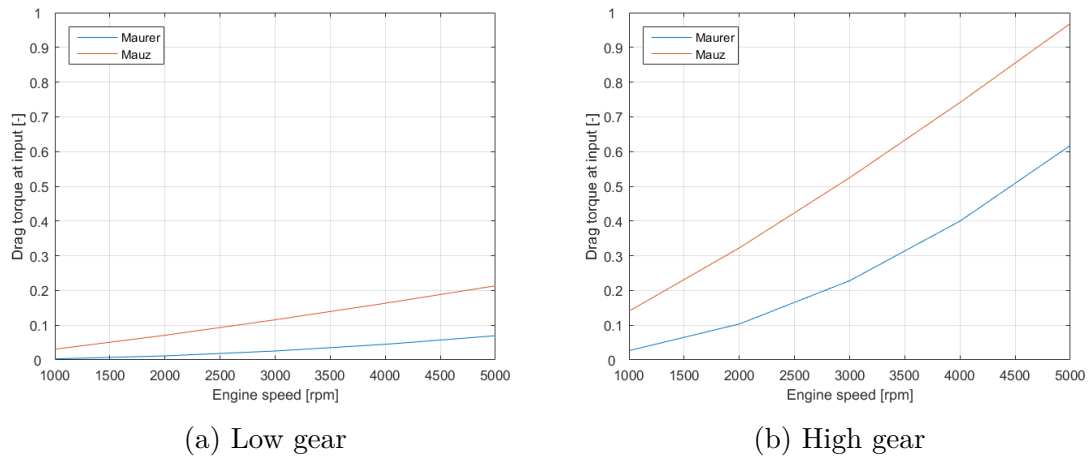 1
0.9
0.8
0.7
0.6
0.5
0.4
0.3
0.2
0.1
0
Drag torque at input [-]
Maurer
Mauz
1000 1500 2000 2500 3000 3500 4000 4500 5000
Engine speed [rpm]
(a) Low gear
1
0.9
0.8
0.7
0.6
0.5
0.4
0.3
0.2
0.1
0
Drag torque at input [-]
Maurer
Mauz
1000 1500 2000 2500 3000 3500 4000 4500 5000
Engine speed [rpm]
(b) High gear